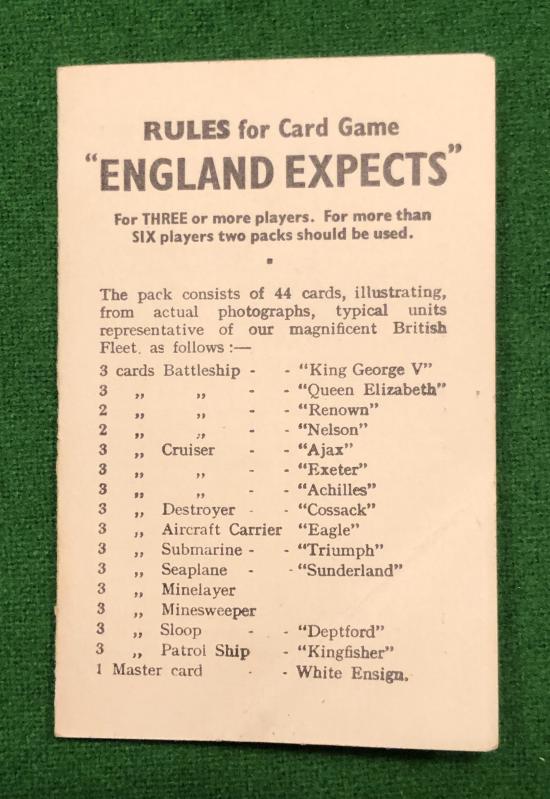 RULES for Card Game
"ENGLAND EXPECTS"
For THREE or more players. For more than
SIX players two packs should be used.
The pack consists of 44 cards, illustrating,
from actual photographs, typical units
representative of our magnificent British
Fleet, as follows :—
3 cards Battleship - - "King George V"
3 ,, ,, - - "Queen Elizabeth"
2 ,, ,, - - "Renown"
2 ,, ,, - - "Nelson"
3 ,, Cruiser - - "Ajax"
3 ,, ,, - - "Exeter"
3 ,, ,, - - "Achilles"
3 ,, Destroyer - - "Cossack"
3 ,, Aircraft Carrier "Eagle"
3 ,, Submarine - - "Triumph"
3 ,, Seaplane - - "Sunderland"
3 ,, Minelayer
3 ,, Minesweeper
3 ,, Sloop - - "Deptford"
3 ,, Patrol Ship - "Kingfisher"
1 Master card - - White Ensign.